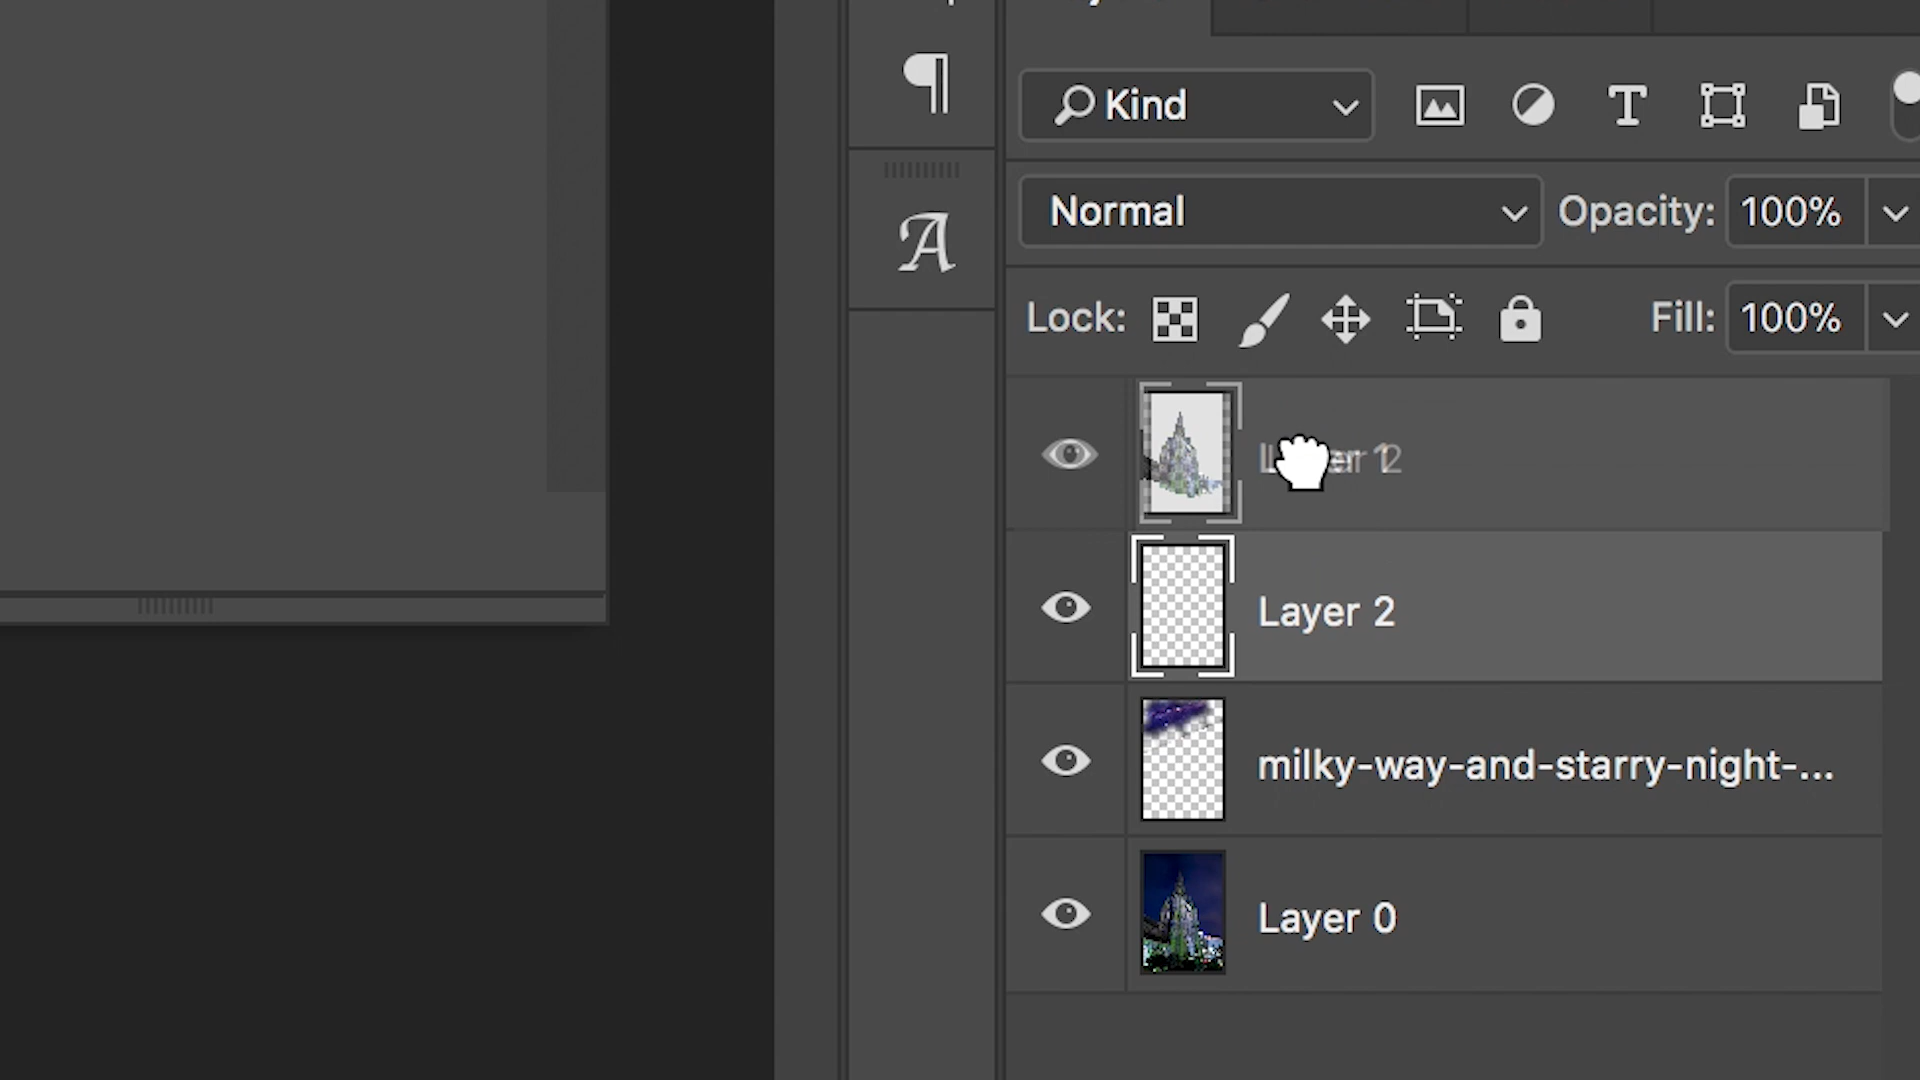 Kind
Normal
Opacity: 100%
Lock:
Fill: 100%
Layer 2
milky-way-and-starry-night-...
Layer 0